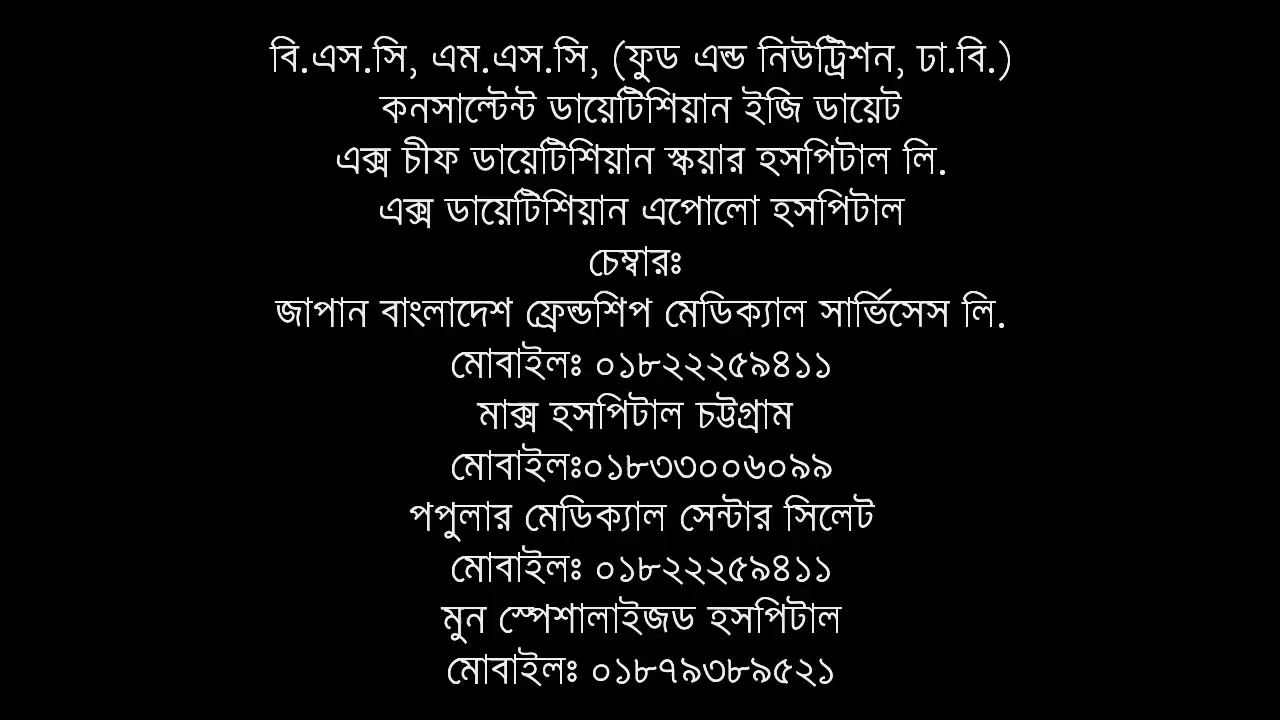 বি.এস.সি, এম.এস.সি, (ফুড এন্ড নিউট্রিশন, ঢা.বি.)
কনসাল্টেন্ট ডায়েটিশিয়ান ইজি ডায়েট
এক্স চীফ ডায়েটিশিয়ান স্কয়ার হসপিটাল লি.
এক্স ডায়েটিশিয়ান এপোলো হসপিটাল
চেম্বারঃ
জাপান বাংলাদেশ ফ্রেন্ডশিপ মেডিক্যাল সার্ভিসেস লি.
মোবাইলঃ ০১৮২২২৫৯৪১১
মাক্স হসপিটাল চট্টগ্রাম
মোবাইলঃ০১৮৩৩০০৬০৯৯
পপুলার মেডিক্যাল সেন্টার সিলেট
মোবাইলঃ ০১৮২২২৫৯৪১১
মুন স্পেশালাইজড হসপিটাল
মোবাইলঃ ০১৮৭৯৩৮৯৫২১